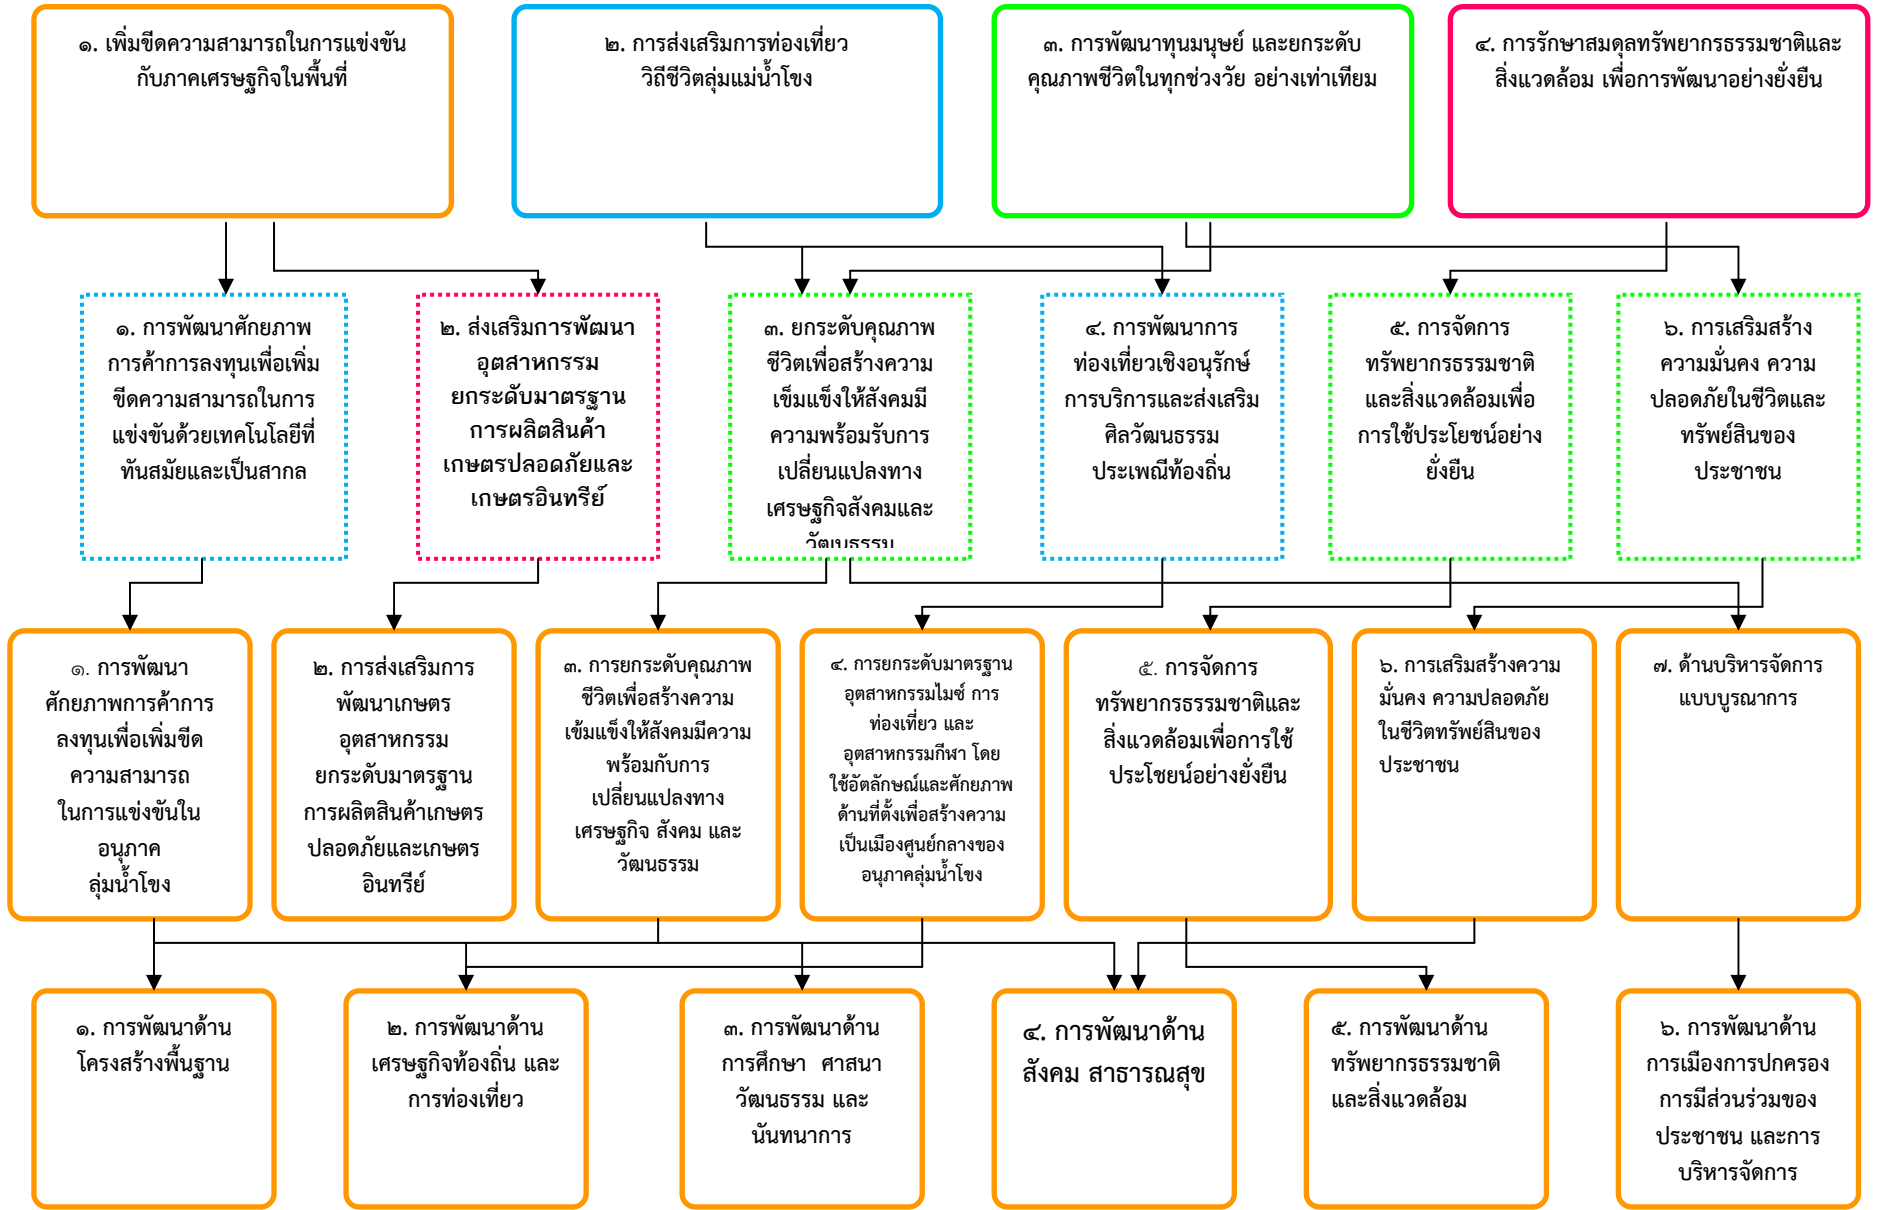 ๑. เพิ่มขีดความสามารถในการแข่งขัน
กับภาคเศรษฐกิจในพื้นที่
๒. การส่งเสริมการท่องเที่ยว
วิถีชีวิตลุ่มแม่น้ำโขง
๓. การพัฒนาทุนมนุษย์ และยกระดับ
คุณภาพชีวิตในทุกช่วงวัย อย่างเท่าเทียม
๔. การรักษาสมดุลทรัพยากรธรรมชาติและ
สิ่งแวดล้อม เพื่อการพัฒนาอย่างยั่งยืน
๑. การพัฒนาศักยภาพ
การค้าการลงทุนเพื่อเพิ่ม
ขีดความสามารถในการ
แข่งขันด้วยเทคโนโลยีที่
ทันสมัยและเป็นสากล
๒. ส่งเสริมการพัฒนา
อุตสาหกรรม
ยกระดับมาตรฐาน
การผลิตสินค้า
เกษตรปลอดภัยและ
เกษตรอินทรีย์
๓. ยกระดับคุณภาพ
ชีวิตเพื่อสร้างความ
เข็มแข็งให้สังคมมี
ความพร้อมรับการ
เปลี่ยนแปลงทาง
เศรษฐกิจสังคมและ
วัฒนธรรม
๔. การพัฒนาการ
ท่องเที่ยวเชิงอนุรักษ์
การบริการและส่งเสริม
ศิลวัฒนธรรม
ประเพณีท้องถิ่น
๕. การจัดการ
ทรัพยากรธรรมชาติ
และสิ่งแวดล้อมเพื่อ
การใช้ประโยชน์อย่าง
ยั่งยืน
๖. การเสริมสร้าง
ความมั่นคง ความ
ปลอดภัยในชีวิตและ
ทรัพย์สินของ
ประชาชน
๑. การพัฒนา
ศักยภาพการค้าการ
ลงทุนเพื่อเพิ่มขีด
ความสามารถ
ในการแข่งขันใน
อนุภาค
ลุ่มน้ำโขง
๒. การส่งเสริมการ
พัฒนาเกษตร
อุตสาหกรรม
ยกระดับมาตรฐาน
การผลิตสินค้าเกษตร
ปลอดภัยและเกษตร
อินทรีย์
๓. การยกระดับคุณภาพ
ชีวิตเพื่อสร้างความ
เข้มแข็งให้สังคมมีความ
พร้อมกับการ
เปลี่ยนแปลงทาง
เศรษฐกิจ สังคม และ
วัฒนธรรม
๔. การยกระดับมาตรฐาน
อุตสาหกรรมไมซ์ การ
ท่องเที่ยว และ
อุตสาหกรรมกีฬา โดย
ใช้อัตลักษณ์และศักยภาพ
ด้านที่ตั้งเพื่อสร้างความ
เป็นเมืองศูนย์กลางของ
อนุภาคลุ่มน้ำโขง
๕. การจัดการ
ทรัพยากรธรรมชาติและ
สิ่งแวดล้อมเพื่อการใช้
ประโชยน์อย่างยั่งยืน
๖. การเสริมสร้างความ
มั่นคง ความปลอดภัย
ในชีวิตทรัพย์สินของ
ประชาชน
๗. ด้านบริหารจัดการ
แบบบูรณาการ
๑. การพัฒนาด้าน
โครงสร้างพื้นฐาน
๒. การพัฒนาด้าน
เศรษฐกิจท้องถิ่น และ
การท่องเที่ยว
๓. การพัฒนาด้าน
การศึกษา ศาสนา
วัฒนธรรม และ
นันทนาการ
๔. การพัฒนาด้าน
สังคม สาธารณสุข
๕. การพัฒนาด้าน
ทรัพยากรธรรมชาติ
และสิ่งแวดล้อม
๖. การพัฒนาด้าน
การเมืองการปกครอง
การมีส่วนร่วมของ
ประชาชน และการ
บริหารจัดการ